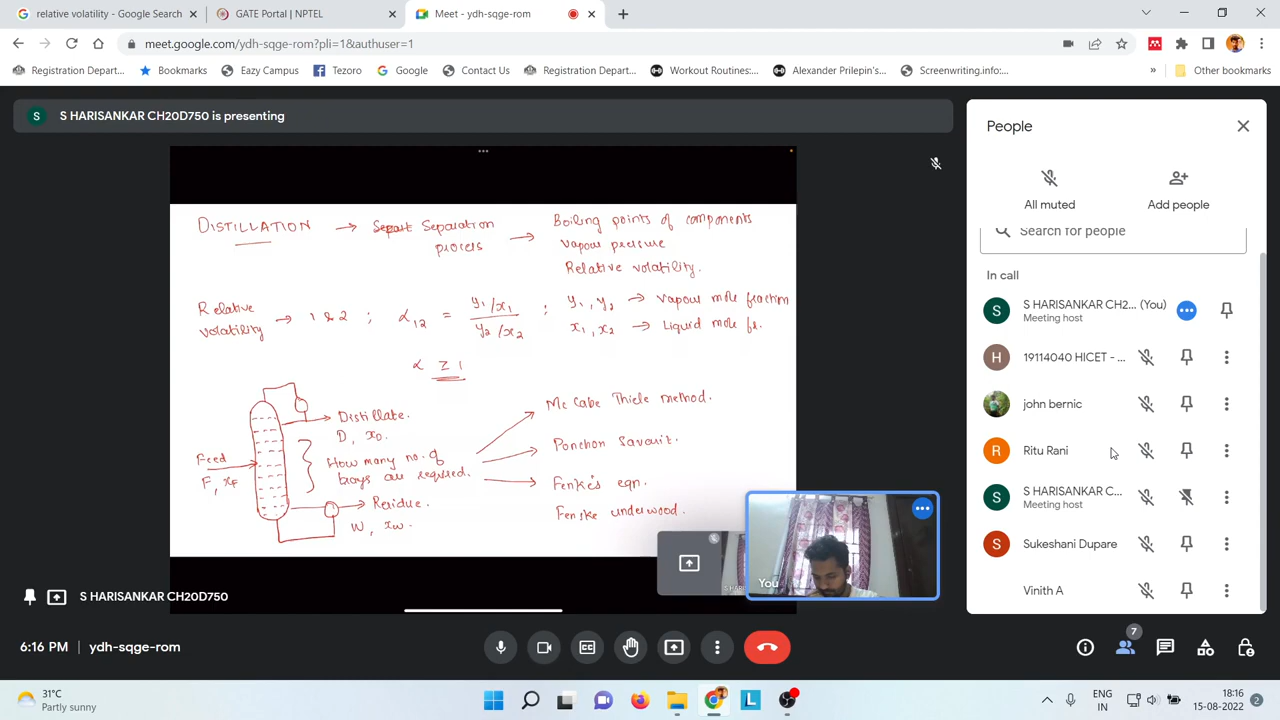 relative volatility - Google Search
GATE Portal | NPTEL
Meet - ydh-sqge-rom
meet.google.com/ydh-sqge-rom?pli=1&authuser=1
Registration Depart...
Bookmarks
Eazy Campus
Tezoro
Google
Contact Us
Registration Depart...
Workout Routines:...
Alexander Prilepin's...
Screenwriting.info:...
»
Other bookmarks
S
S HARISANKAR CH20D750 is presenting
DISTILLATION → Separation process → Boiling points of components
Vapour pressure
Relative volatility.
Relative volatility → 1 & 2 ; α12 = y1/x1 / y2/x2 ; y1, y2 → Vapour mole fraction
x1, x2 → Liquid mole fr.
α ≥ 1
Distillate.
D, xD.
Feed
F, xF
How many no. of
trays are required.
Residue.
W, xw.
Mc Cabe Thiele method.
Ponchon Savarit.
Fenske's eqn.
Fenske underwood.
You
S HARISANKAR CH20D750
People
All muted
Add people
Search for people
In call
S
S HARISANKAR CH2... (You)
Meeting host
H
19114040 HICET - ...
john bernic
R
Ritu Rani
S
S HARISANKAR C...
Meeting host
S
Sukeshani Dupare
Vinith A
6:16 PM
ydh-sqge-rom
7
31°C
Partly sunny
ENG
IN
18:16
15-08-2022
2